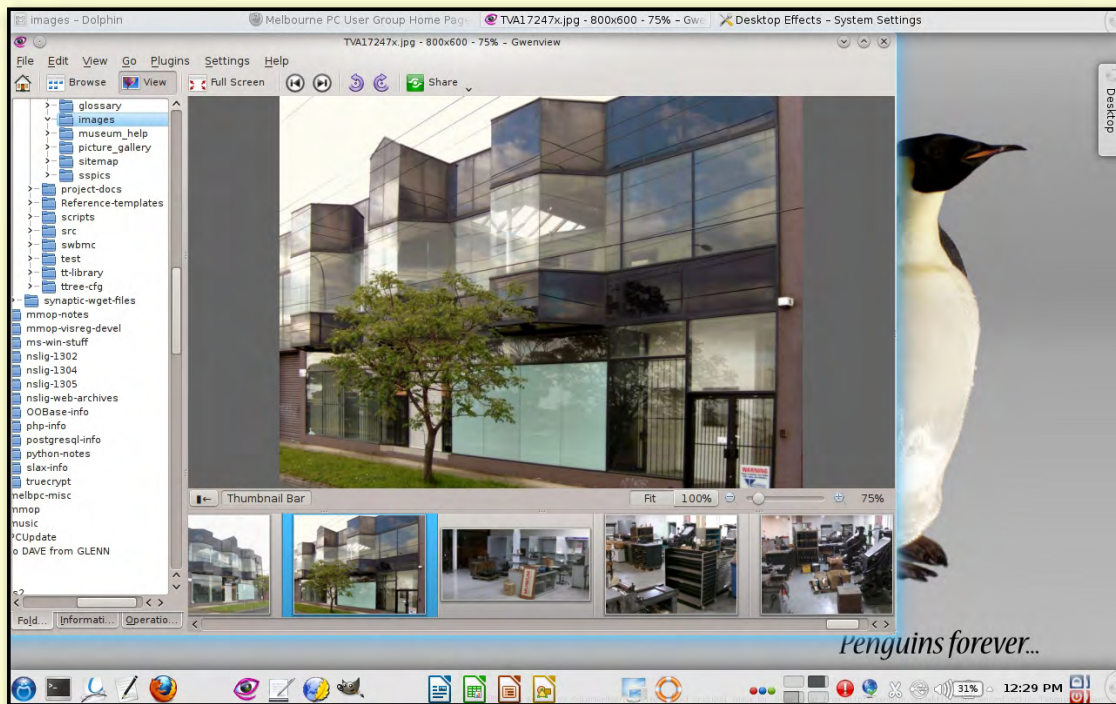 images – Dolphin
Melbourne PC User Group Home Pag
TVA17247x.jpg - 800x600 - 75% – Gwe
Desktop Effects – System Settings
TVA17247x.jpg - 800x600 - 75% – Gwenview
File Edit View Go Plugins Settings Help
Browse View Full Screen Share
Desktop
glossary
images
museum_help
picture_gallery
sitemap
sspics
project-docs
Reference-templates
scripts
src
swbmc
test
tt-library
ttree-cfg
synaptic-wget-files
mmop-notes
mmop-visreg-devel
ms-win-stuff
nslig-1302
nslig-1304
nslig-1305
nslig-web-archives
OOBase-info
php-info
postgresql-info
python-notes
slax-info
truecrypt
nelbpc-misc
nmop
nusic
PCUpdate
o DAVE from GLENN
s2
WARNING
Thumbnail Bar
Fit 100% 75%
Fold... Informati... Operatio...
Penguins forever...
31% 12:29 PM